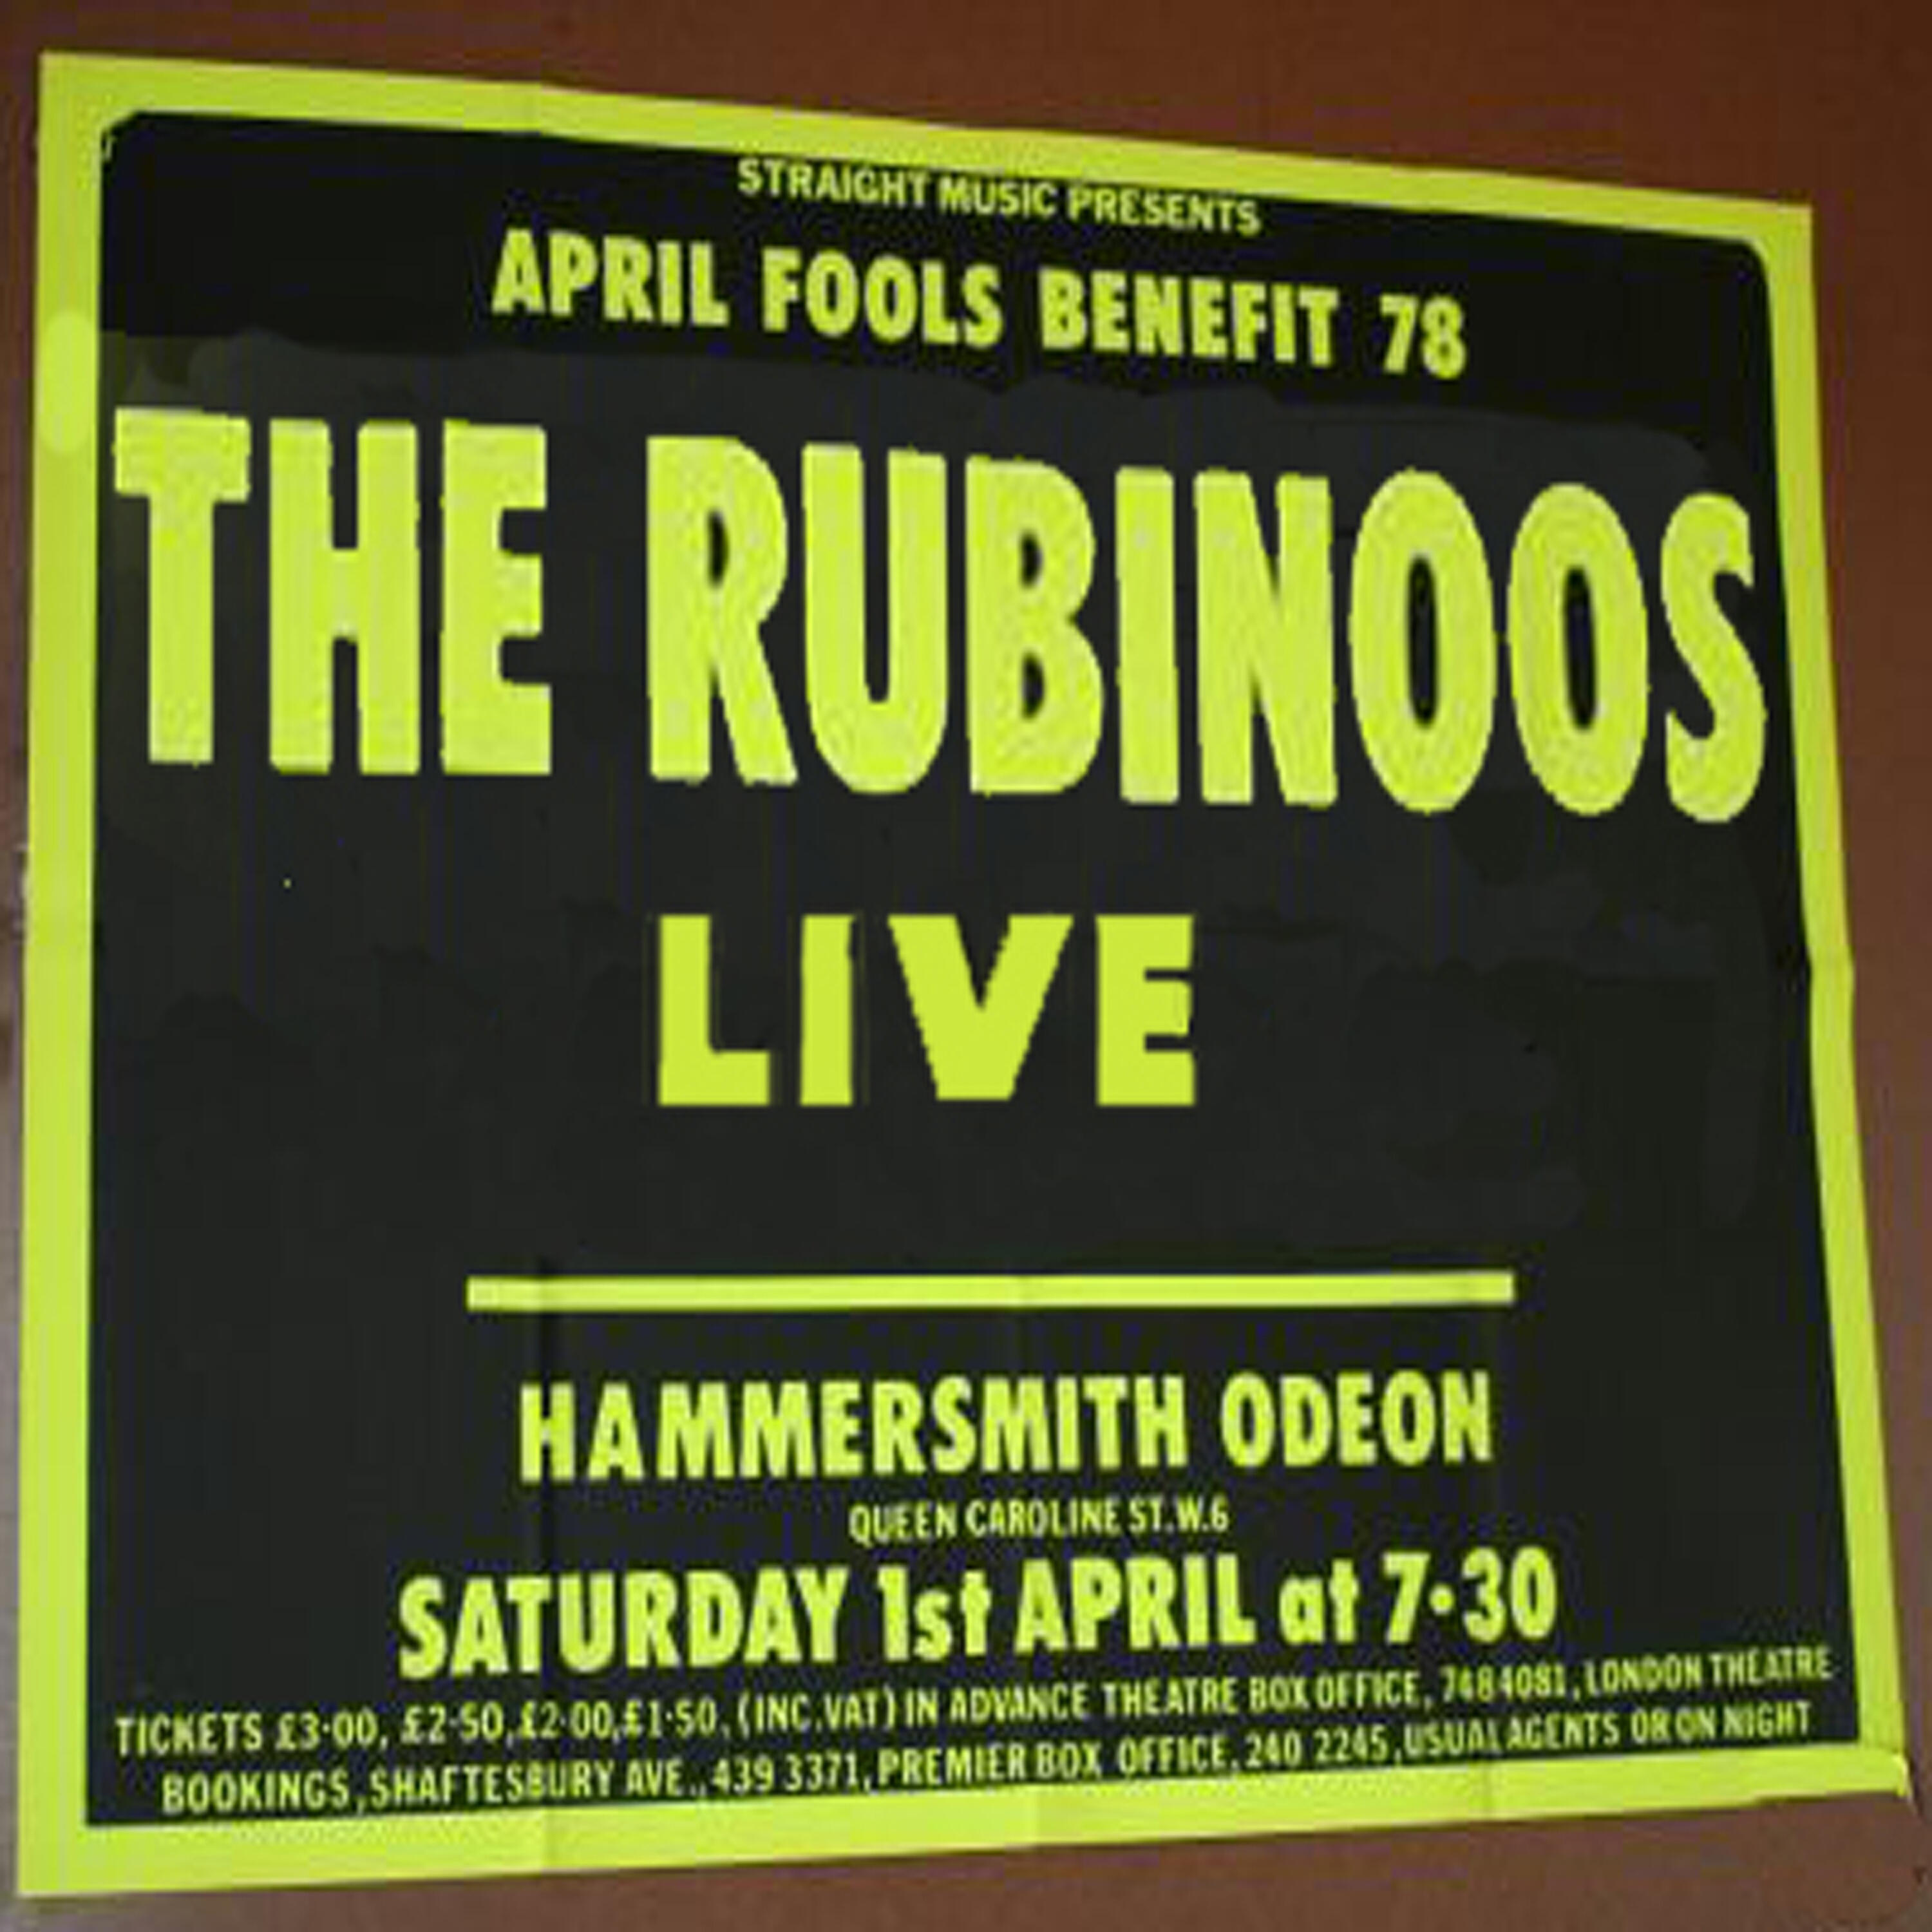 STRAIGHT MUSIC PRESENTS
APRIL FOOLS BENEFIT 78
THE RUBINOOS
LIVE
HAMMERSMITH ODEON
QUEEN CAROLINE ST.W.6
SATURDAY 1st APRIL at 7·30
TICKETS £3·00, £2·50,£2·00,£1·50, (INC.VAT) IN ADVANCE THEATRE BOX OFFICE, 748 4081, LONDON THEATRE
BOOKINGS, SHAFTESBURY AVE., 439 3371, PREMIER BOX OFFICE, 240 2245, USUAL AGENTS OR ON NIGHT